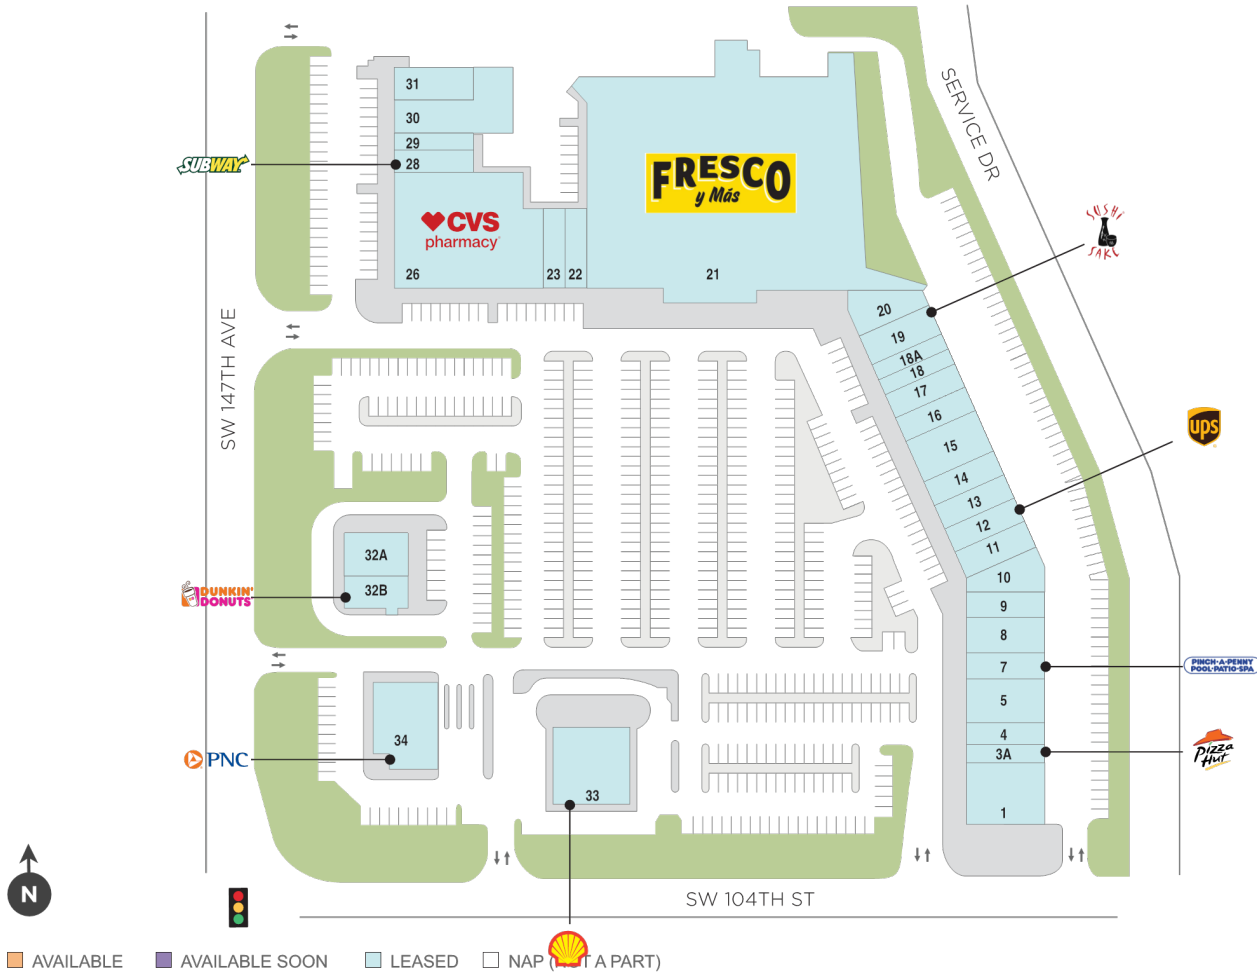 SERVICE DR
31
30
29
28
SUBWAY
FRESCO
y Más
CVS
pharmacy
26
23
22
21
SUSHI
SAKE
20
19
18A
18
17
16
15
14
13
12
11
10
9
8
7
5
4
3A
1
ups
SW 147TH AVE
32A
32B
DUNKIN'
DONUTS
PINCH·A·PENNY
POOL·PATIO·SPA
34
PNC
Pizza
Hut
33
N
SW 104TH ST
AVAILABLE
AVAILABLE SOON
LEASED
NAP (NOT A PART)